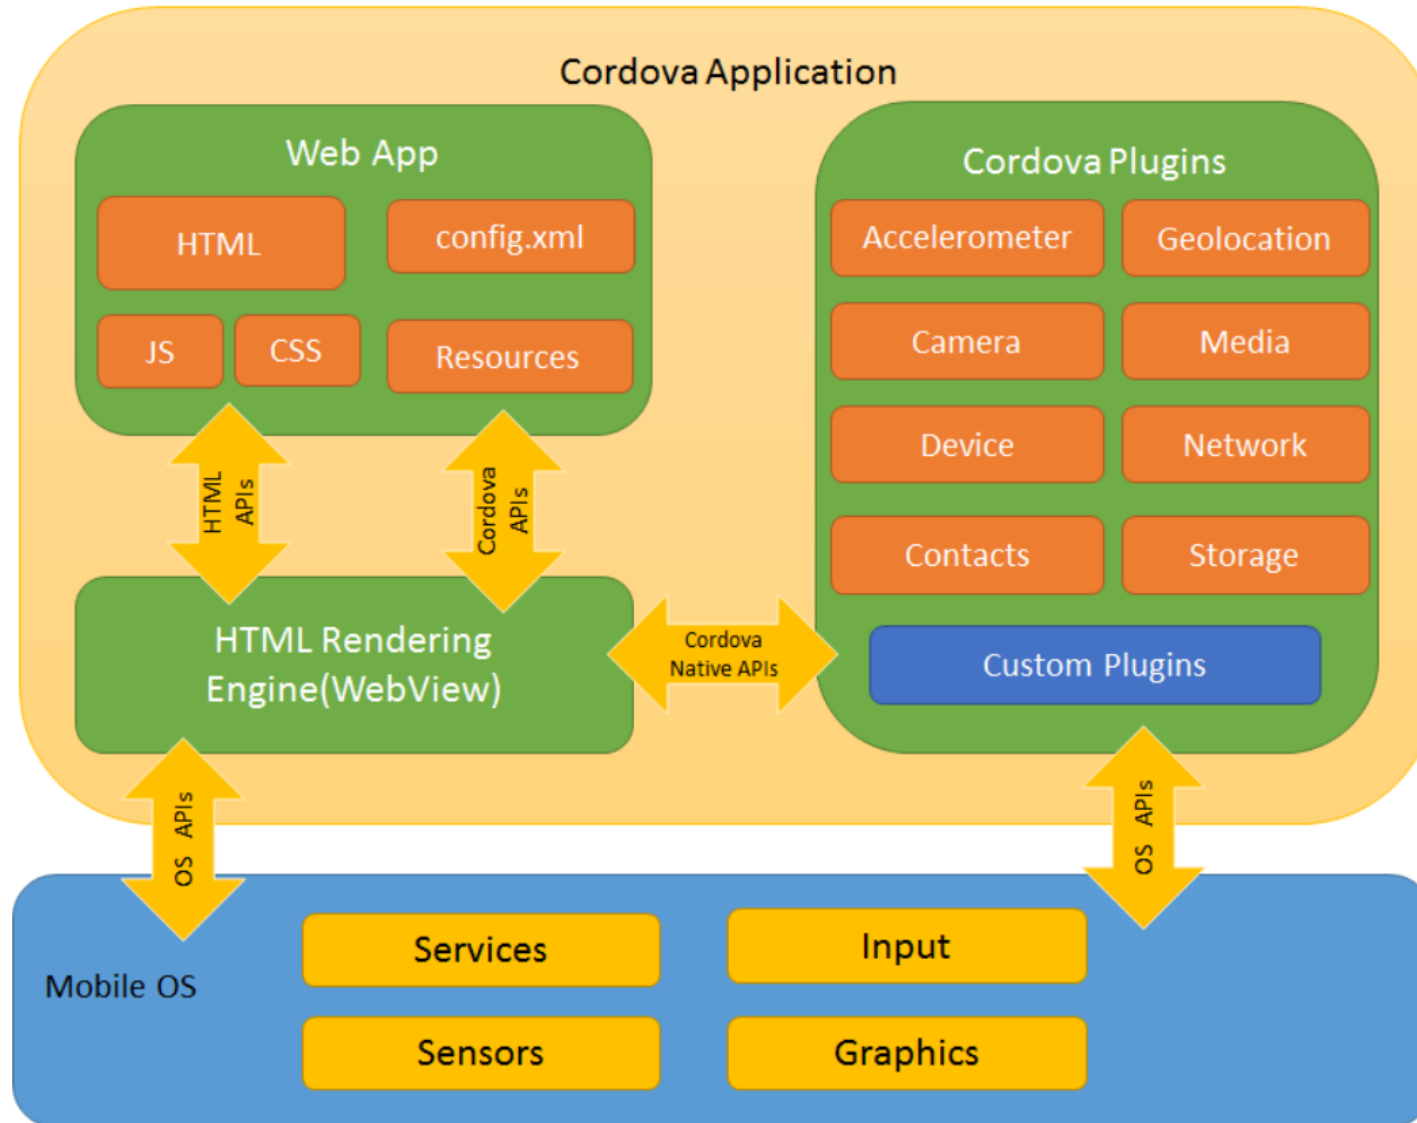 Cordova Application
Web App
HTML
config.xml
JS
CSS
Resources
HTML
APIs
Cordova
APIs
HTML Rendering
Engine(WebView)
Cordova
Native APIs
Cordova Plugins
Accelerometer
Geolocation
Camera
Media
Device
Network
Contacts
Storage
Custom Plugins
OS APIs
OS APIs
Mobile OS
Services
Input
Sensors
Graphics